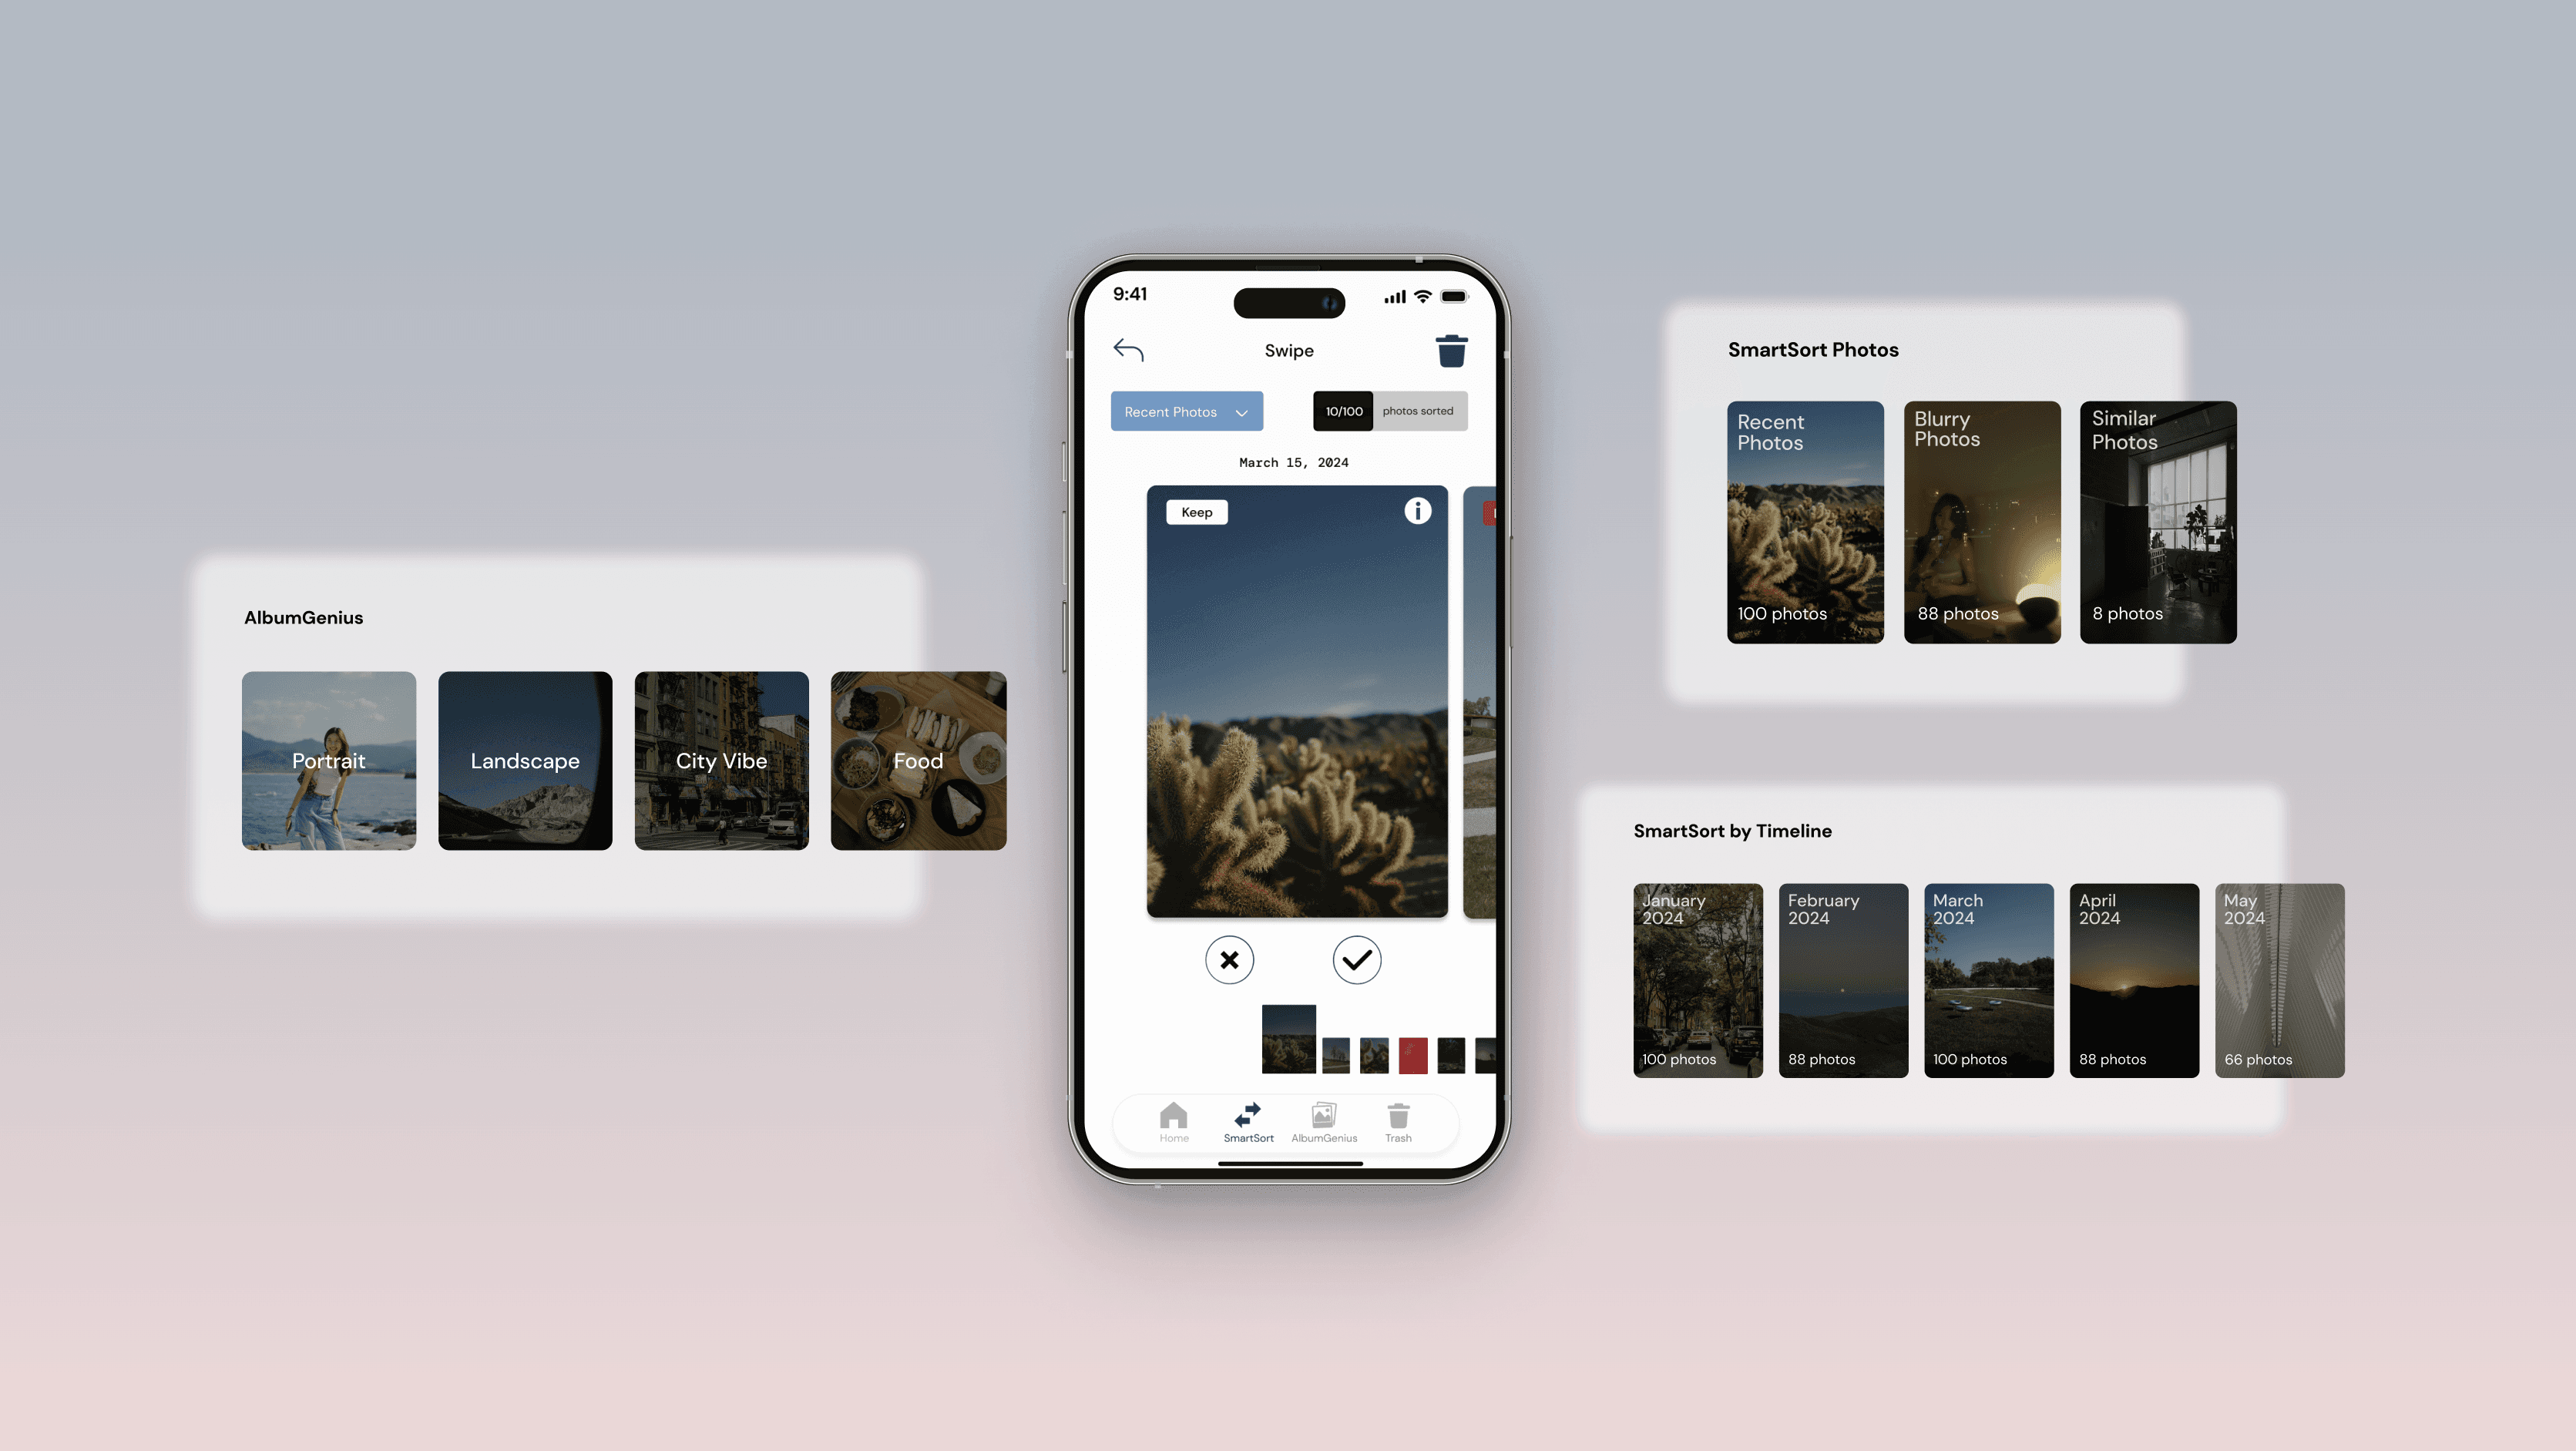 AlbumGenius
Portrait
Landscape
City Vibe
Food
9:41
Swipe
Recent Photos
10/100
photos sorted
March 15, 2024
Keep
Home
SmartSort
AlbumGenius
Trash
SmartSort Photos
Recent
Photos
100 photos
Blurry
Photos
88 photos
Similar
Photos
8 photos
SmartSort by Timeline
January
2024
100 photos
February
2024
88 photos
March
2024
100 photos
April
2024
88 photos
May
2024
66 photos